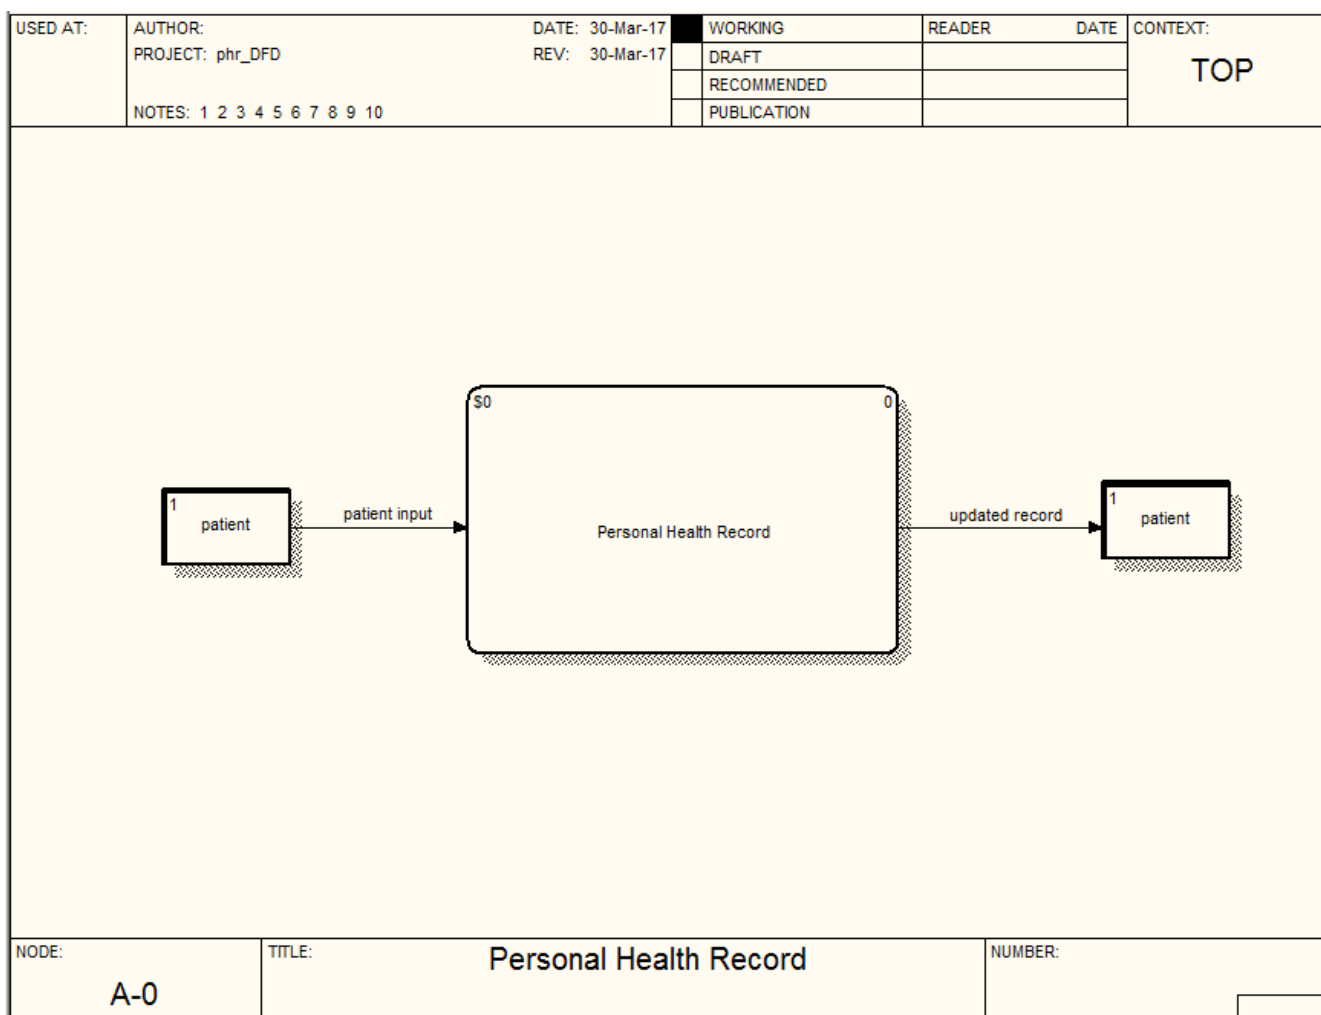 USED AT:
AUTHOR:
DATE: 30-Mar-17
WORKING
READER
DATE
CONTEXT:
PROJECT: phr_DFD
REV: 30-Mar-17
DRAFT
TOP
RECOMMENDED
NOTES: 1 2 3 4 5 6 7 8 9 10
PUBLICATION
$0
0
Personal Health Record
1
patient
patient input
updated record
1
patient
NODE:
A-0
TITLE:
Personal Health Record
NUMBER: